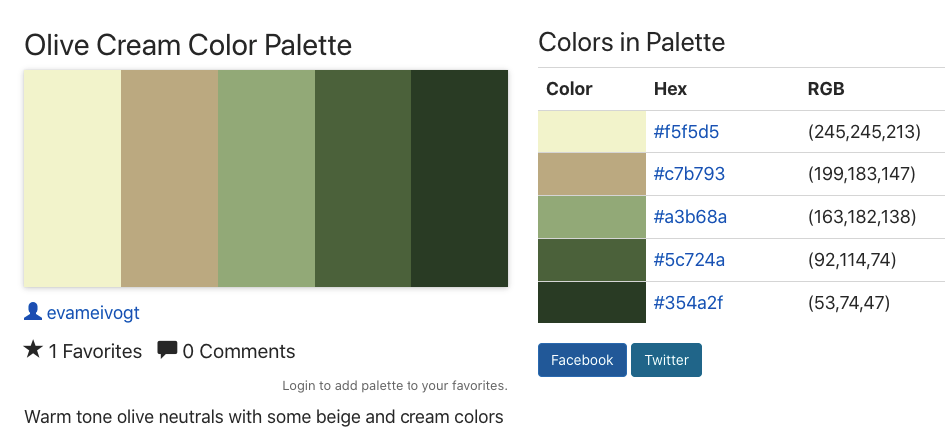 Olive Cream Color Palette
evameivogt
1 Favorites 0 Comments
Login to add palette to your favorites.
Warm tone olive neutrals with some beige and cream colors
Colors in Palette
Color Hex RGB
#f5f5d5 (245,245,213)
#c7b793 (199,183,147)
#a3b68a (163,182,138)
#5c724a (92,114,74)
#354a2f (53,74,47)
Facebook Twitter